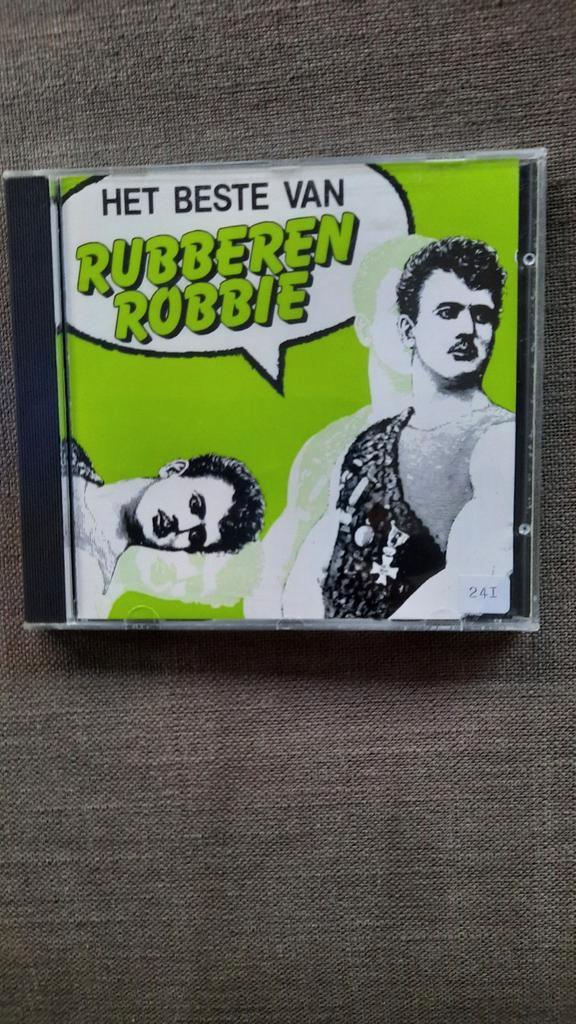 HET BESTE VAN
RUBBEREN
ROBBIE
24I